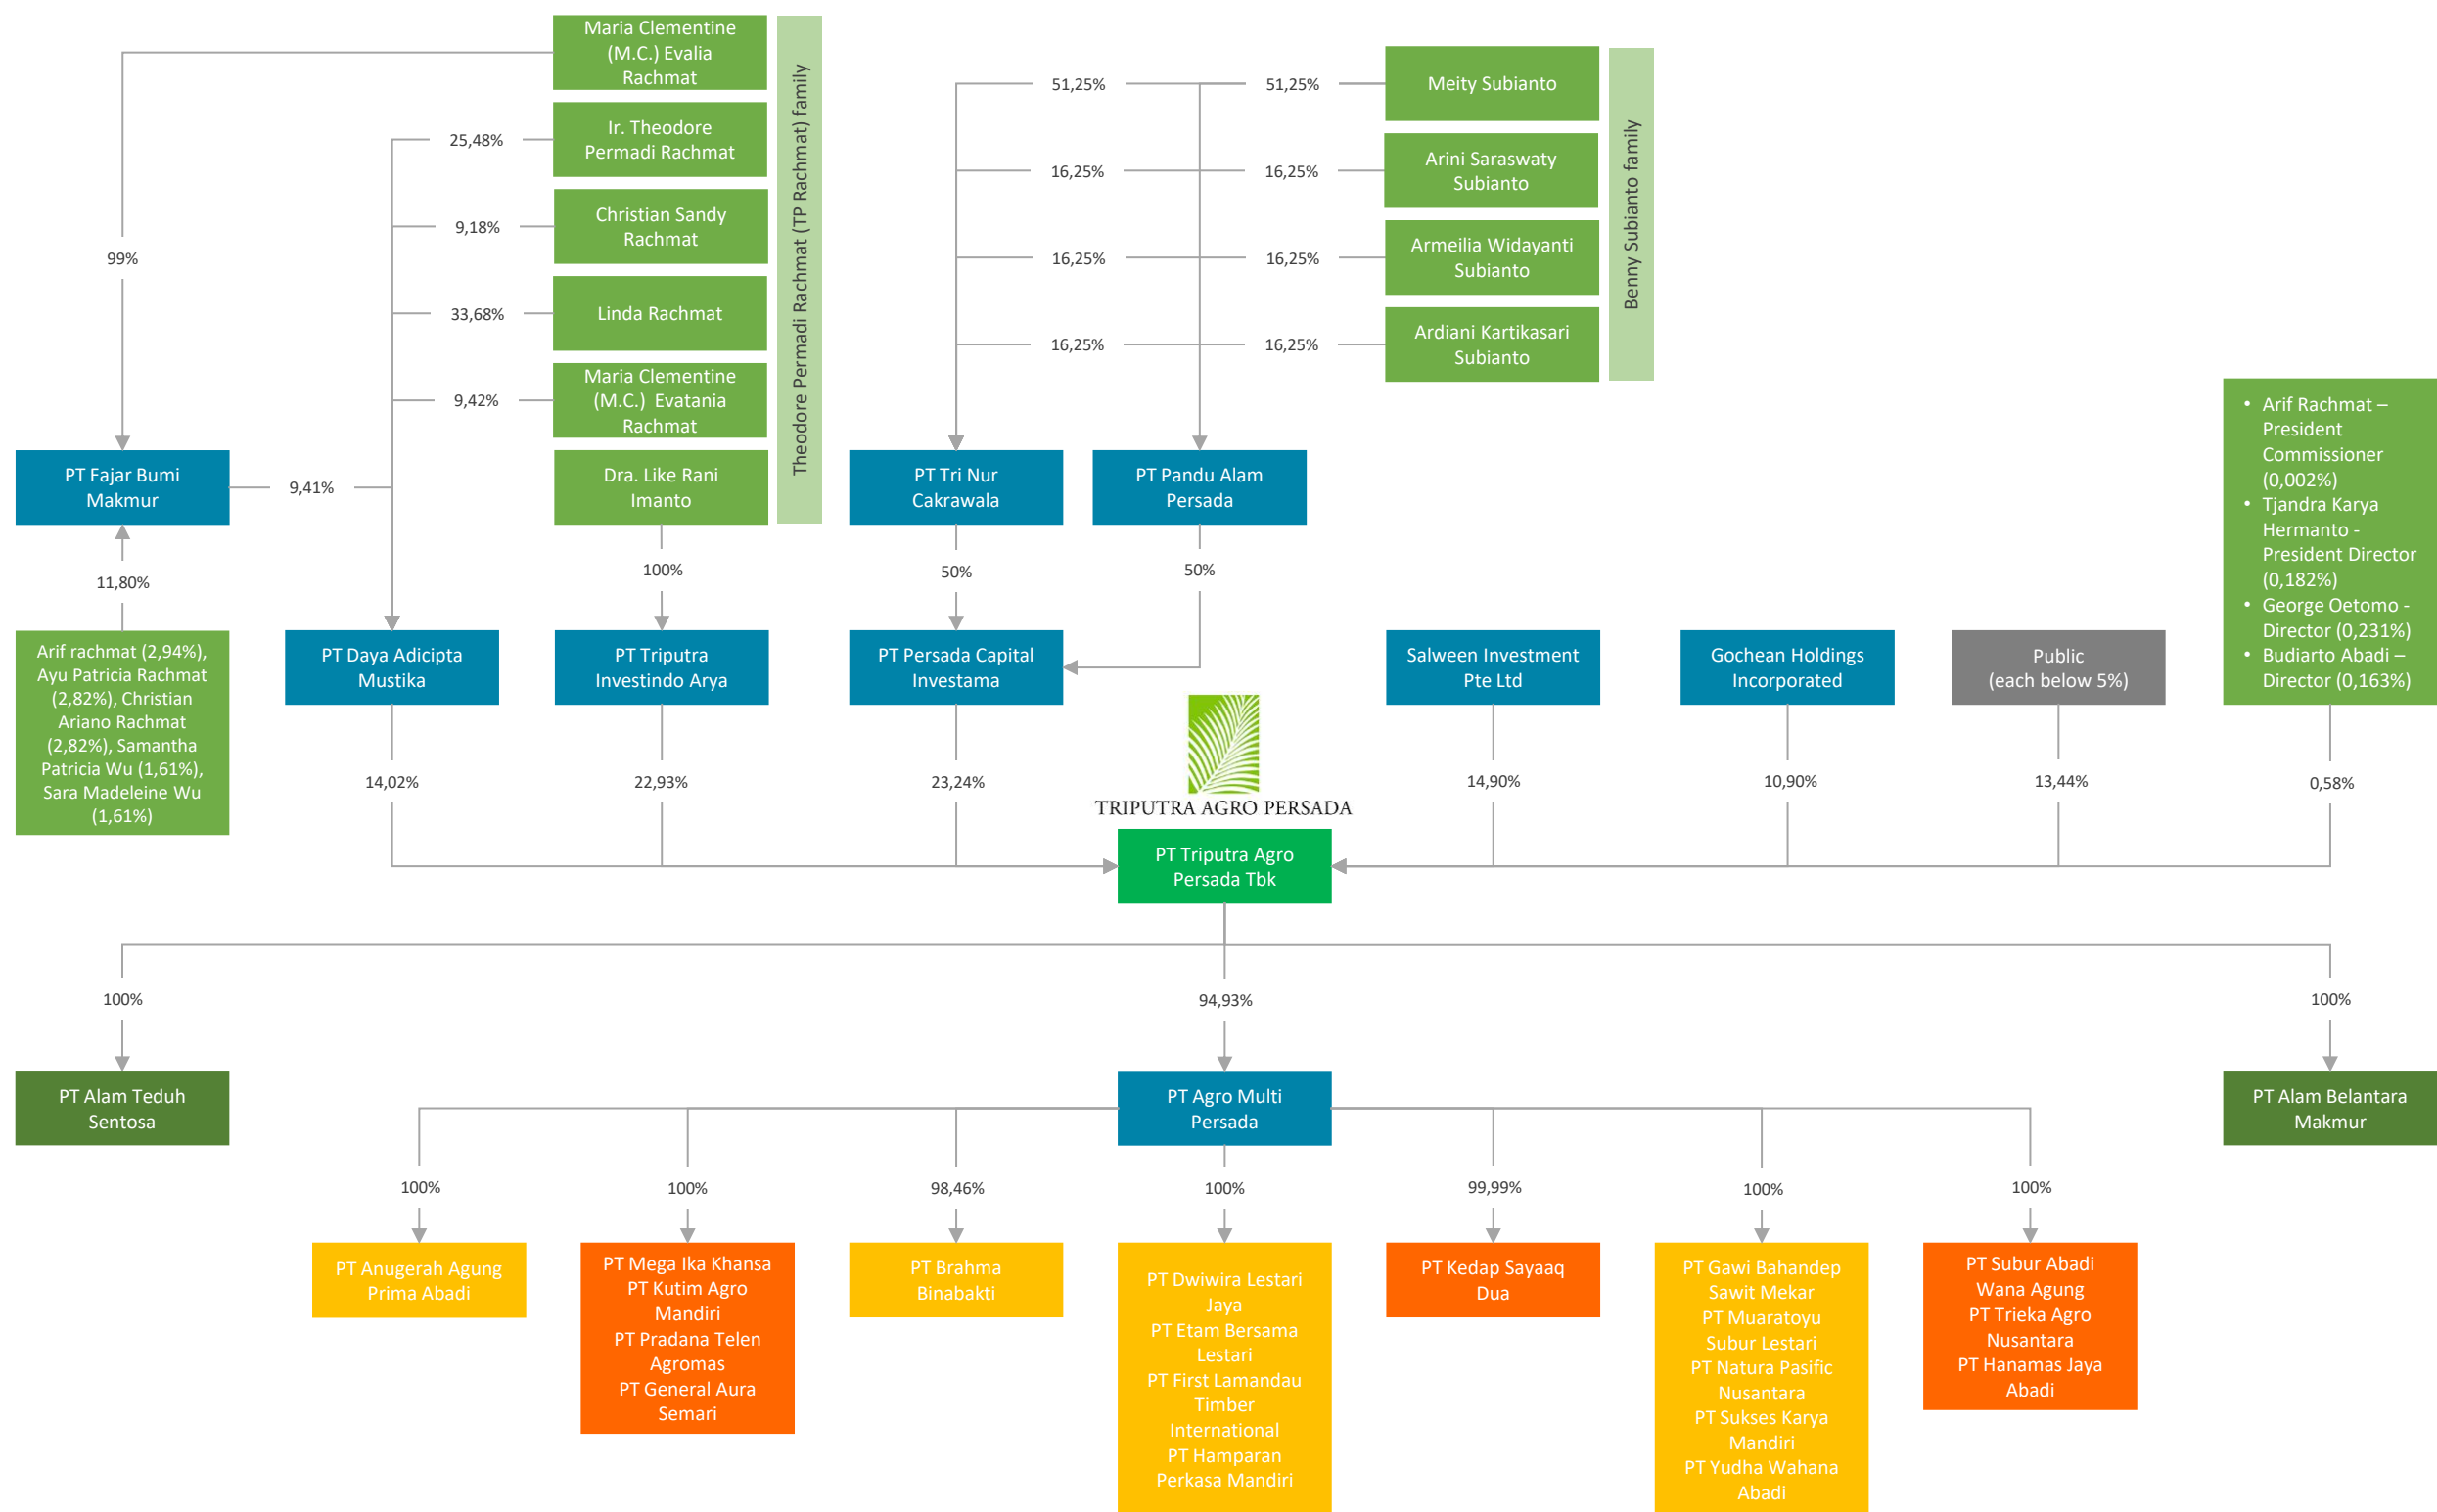 Maria Clementine
(M.C.) Evalia
Rachmat
Ir. Theodore
Permadi Rachmat
Christian Sandy
Rachmat
Linda Rachmat
Maria Clementine
(M.C.)  Evatania
Rachmat
Dra. Like Rani
Imanto
Theodore Permadi Rachmat (TP Rachmat) family
99%
25,48%
9,18%
33,68%
9,42%
51,25%
51,25%
16,25%
16,25%
16,25%
16,25%
16,25%
16,25%
Meity Subianto
Arini Saraswaty
Subianto
Armeilia Widayanti
Subianto
Ardiani Kartikasari
Subianto
Benny Subianto family
PT Fajar Bumi
Makmur
9,41%
PT Tri Nur
Cakrawala
PT Pandu Alam
Persada
• Arif Rachmat –
President
Commissioner
(0,002%)
• Tjandra Karya
Hermanto -
President Director
(0,182%)
• George Oetomo -
Director (0,231%)
• Budiarto Abadi –
Director (0,163%)
11,80%
100%
50%
50%
Arif rachmat (2,94%),
Ayu Patricia Rachmat
(2,82%), Christian
Ariano Rachmat
(2,82%), Samantha
Patricia Wu (1,61%),
Sara Madeleine Wu
(1,61%)
PT Daya Adicipta
Mustika
PT Triputra
Investindo Arya
PT Persada Capital
Investama
Salween Investment
Pte Ltd
Gochean Holdings
Incorporated
Public
(each below 5%)
14,02%
22,93%
23,24%
14,90%
10,90%
13,44%
0,58%
TRIPUTRA AGRO PERSADA
PT Triputra Agro
Persada Tbk
100%
94,93%
100%
PT Alam Teduh
Sentosa
PT Agro Multi
Persada
PT Alam Belantara
Makmur
100%
100%
98,46%
100%
99,99%
100%
100%
PT Anugerah Agung
Prima Abadi
PT Mega Ika Khansa
PT Kutim Agro
Mandiri
PT Pradana Telen
Agromas
PT General Aura
Semari
PT Brahma
Binabakti
PT Dwiwira Lestari
Jaya
PT Etam Bersama
Lestari
PT First Lamandau
Timber
International
PT Hamparan
Perkasa Mandiri
PT Kedap Sayaaq
Dua
PT Gawi Bahandep
Sawit Mekar
PT Muaratoyu
Subur Lestari
PT Natura Pasific
Nusantara
PT Sukses Karya
Mandiri
PT Yudha Wahana
Abadi
PT Subur Abadi
Wana Agung
PT Trieka Agro
Nusantara
PT Hanamas Jaya
Abadi